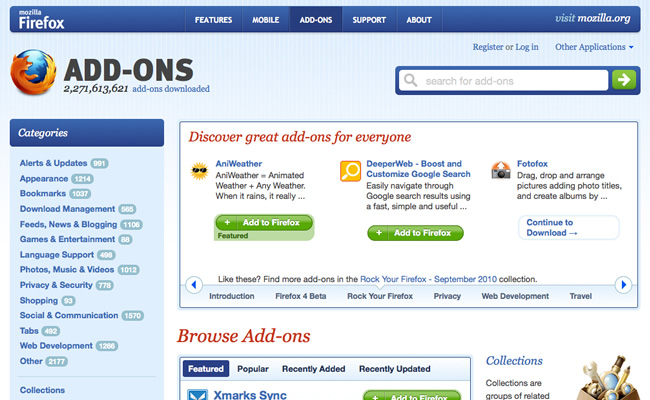 mozilla
Firefox
FEATURES
MOBILE
ADD-ONS
SUPPORT
ABOUT
visit mozilla.org
Register or Log in
Other Applications
ADD-ONS
2,271,613,621 add-ons downloaded
search for add-ons
Categories
Alerts & Updates 991
Appearance 1214
Bookmarks 1037
Download Management 565
Feeds, News & Blogging 1106
Games & Entertainment 88
Language Support 498
Photos, Music & Videos 1012
Privacy & Security 778
Shopping 93
Social & Communication 1570
Tabs 492
Web Development 1266
Other 2177
Collections
Discover great add-ons for everyone
AniWeather
AniWeather = Animated
Weather + Any Weather.
When it rains, it really ...
+ Add to Firefox
Featured
DeeperWeb - Boost and
Customize Google Search
Easily navigate through
Google search results using
a fast, simple and useful ...
+ Add to Firefox
Fotofox
Drag, drop and arrange
pictures adding photo titles,
and create albums by ...
Continue to
Download →
Like these? Find more add-ons in the Rock Your Firefox - September 2010 collection.
Introduction
Firefox 4 Beta
Rock Your Firefox
Privacy
Web Development
Travel
Browse Add-ons
Featured
Popular
Recently Added
Recently Updated
Xmarks Sync
+ Add to Firefox
Collections
Collections are
groups of related